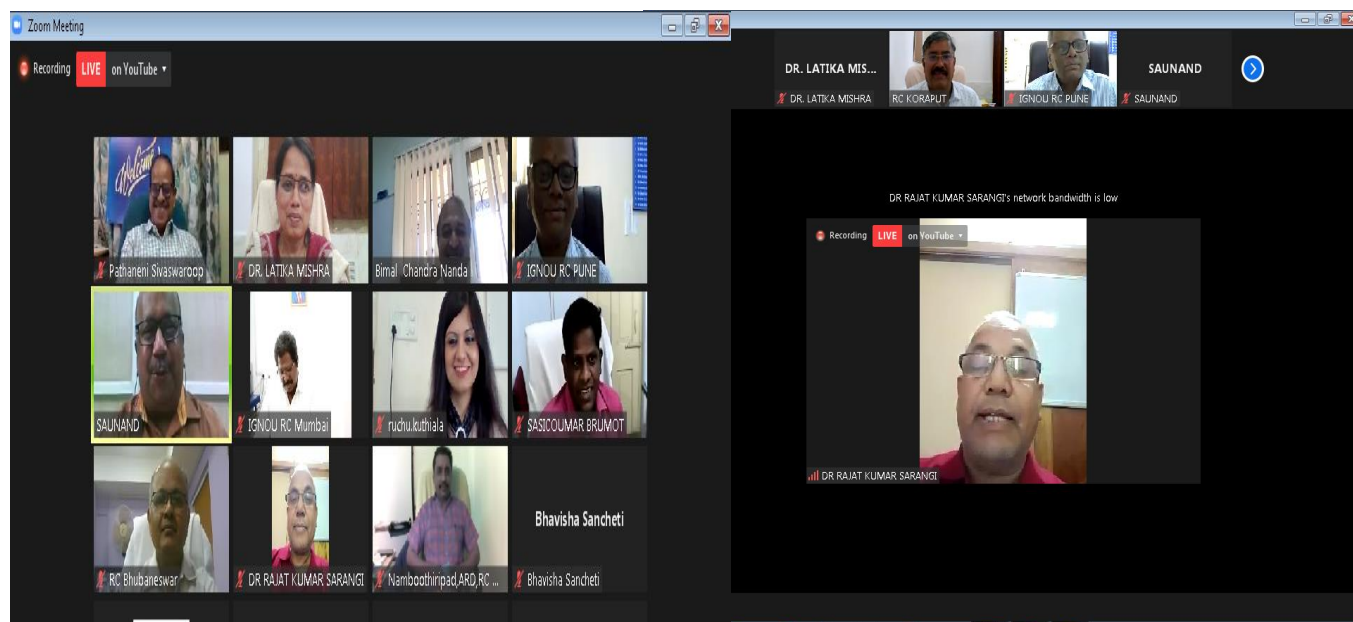 Zoom Meeting
Recording LIVE on YouTube
Welcome
Pathaneni Sivaswaroop
DR. LATIKA MISHRA
Bimal Chandra Nanda
IGNOU RC PUNE
SAUNAND
IGNOU RC Mumbai
ruchu.kuthiala
SASICOUMAR BRUMOT
RC Bhubaneswar
DR RAJAT KUMAR SARANGI
Namboothiripad,ARD,RC ...
Bhavisha Sancheti
Bhavisha Sancheti
DR. LATIKA MIS...
SAUNAND
DR. LATIKA MISHRA
RC KORAPUT
IGNOU RC PUNE
SAUNAND
DR RAJAT KUMAR SARANGI's network bandwidth is low
Recording LIVE on YouTube
DR RAJAT KUMAR SARANGI